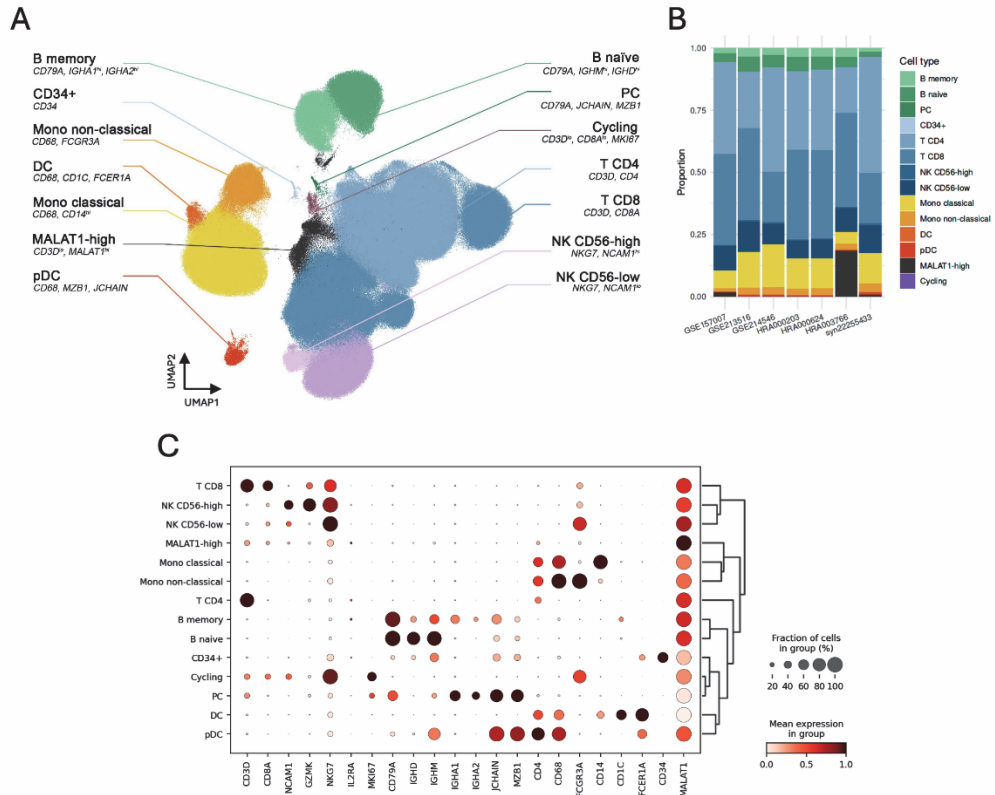 A
B memory
CD79A, IGHA1ʰⁱ, IGHA2ʰⁱ
CD34+
CD34
Mono non-classical
CD68, FCGR3A
DC
CD68, CD1C, FCER1A
Mono classical
CD68, CD14ʰⁱ
MALAT1-high
CD3Dˡᵒ, MALAT1ʰⁱ
pDC
CD68, MZB1, JCHAIN
B naïve
CD79A, IGHMʰⁱ, IGHDʰⁱ
PC
CD79A, JCHAIN, MZB1
Cycling
CD3Dˡᵒ, CD8Aˡᵒ, MKI67
T CD4
CD3D, CD4
T CD8
CD3D, CD8A
NK CD56-high
NKG7, NCAM1ʰⁱ
NK CD56-low
NKG7, NCAM1ˡᵒ
UMAP2
UMAP1
B
Proportion
1.00
0.75
0.50
0.25
0.00
GSE157007
GSE213516
GSE214546
HRA000203
HRA000624
HRA003766
syn22255433
Cell type
B memory
B naive
PC
CD34+
T CD4
T CD8
NK CD56-high
NK CD56-low
Mono classical
Mono non-classical
DC
pDC
MALAT1-high
Cycling
C
T CD8
NK CD56-high
NK CD56-low
MALAT1-high
Mono classical
Mono non-classical
T CD4
B memory
B naive
CD34+
Cycling
PC
DC
pDC
CD3D
CD8A
NCAM1
GZMK
NKG7
IL2RA
MKI67
CD79A
IGHD
IGHM
IGHA1
IGHA2
JCHAIN
MZB1
CD4
CD68
FCGR3A
CD14
CD1C
FCER1A
CD34
MALAT1
Fraction of cells
in group (%)
20 40 60 80 100
Mean expression
in group
0.0 0.5 1.0